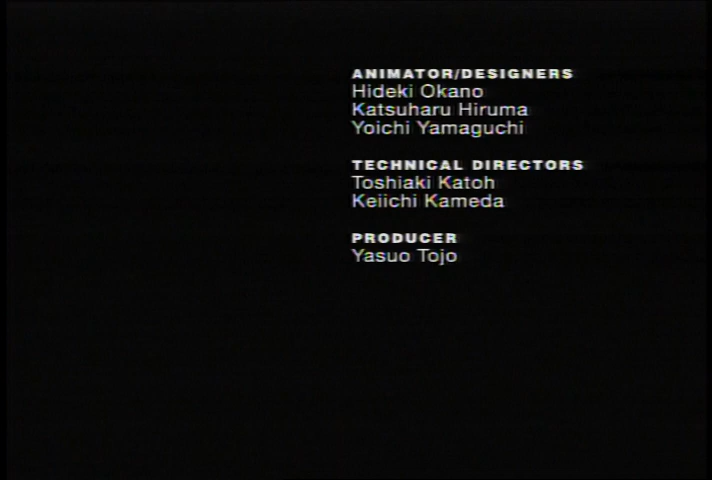 ANIMATOR/DESIGNERS
Hideki Okano
Katsuharu Hiruma
Yoichi Yamaguchi
TECHNICAL DIRECTORS
Toshiaki Katoh
Keiichi Kameda
PRODUCER
Yasuo Tojo